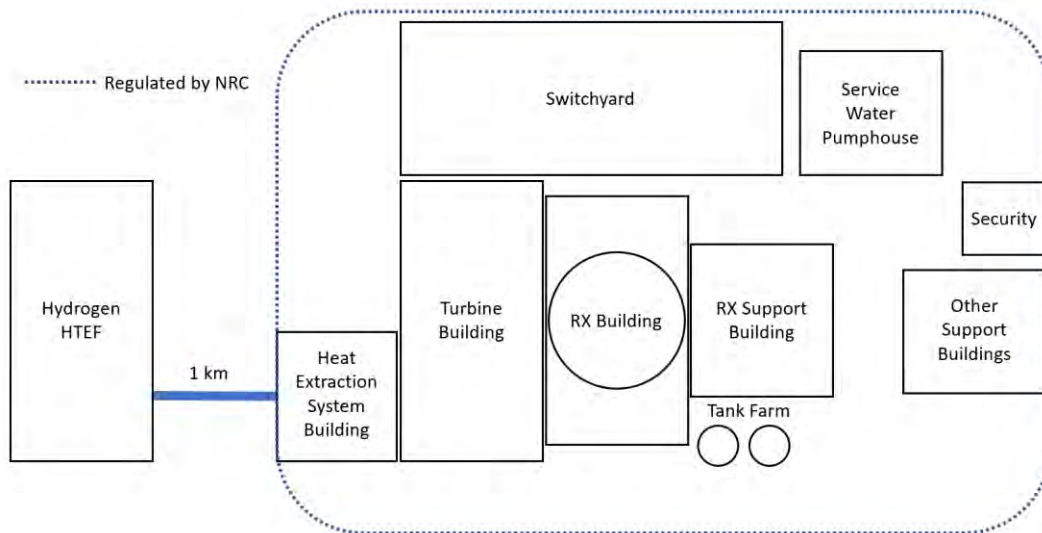 Regulated by NRC
Switchyard
Service
Water
Pumphouse
Security
Hydrogen
HTEF
1 km
Heat
Extraction
System
Building
Turbine
Building
RX Building
RX Support
Building
Other
Support
Buildings
Tank Farm